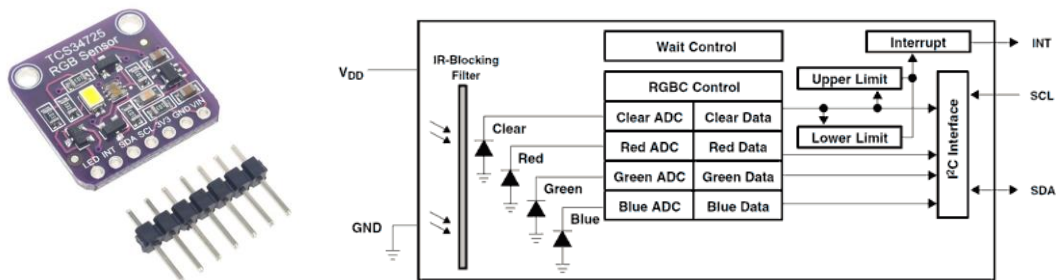 TCS34725
RGB Sensor
LED INT SDA SCL 3V3 GND VIN
VDD
GND
IR-Blocking
Filter
Clear
Red
Green
Blue
Wait Control
RGBC Control
Clear ADC Clear Data
Red ADC Red Data
Green ADC Green Data
Blue ADC Blue Data
Upper Limit
Lower Limit
Interrupt
I2C Interface
INT
SCL
SDA